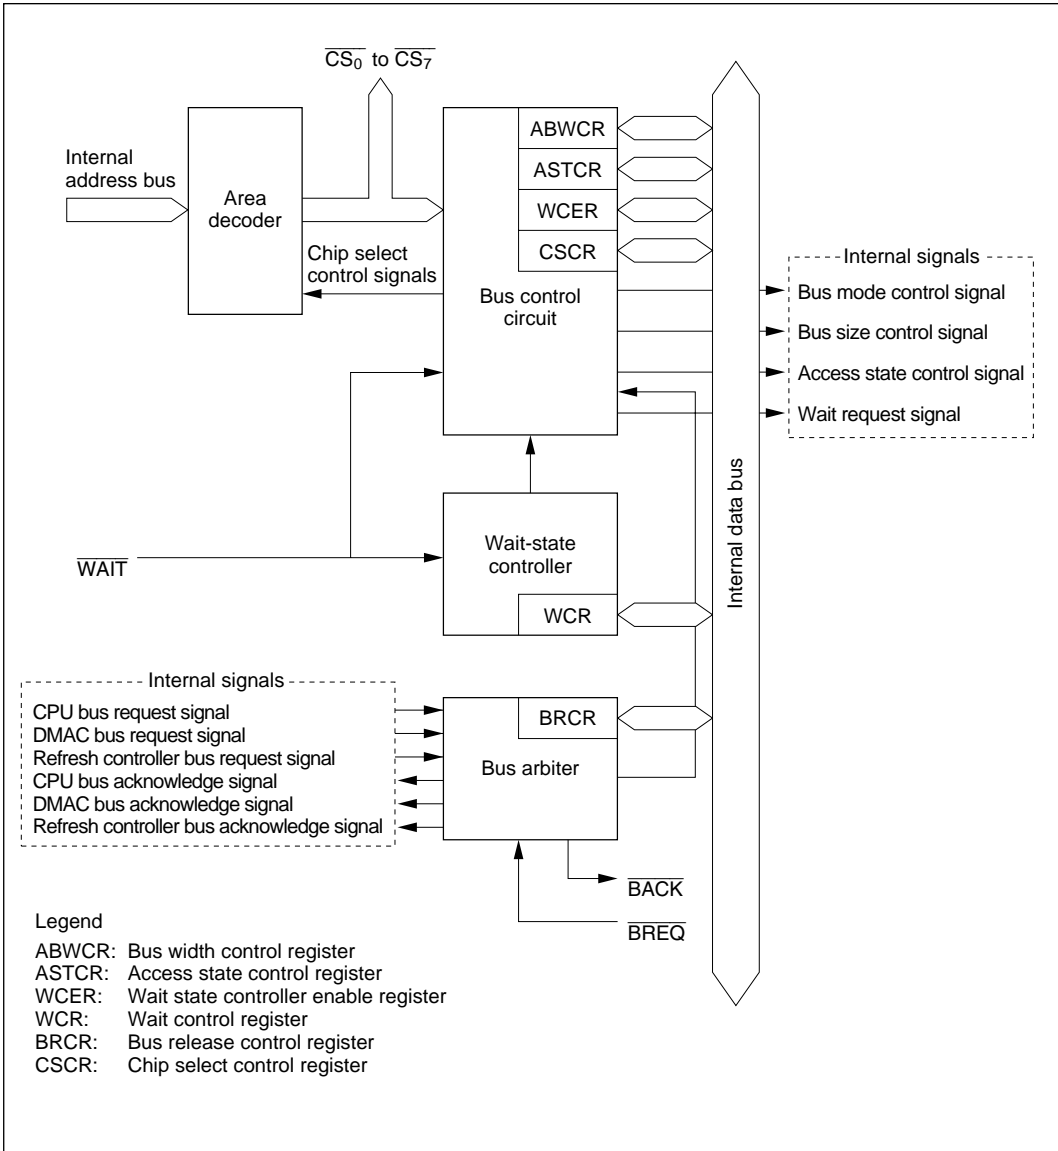 C̅S̅₀ to C̅S̅₇
Internal
address bus
Area
decoder
Chip select
control signals
ABWCR
ASTCR
WCER
CSCR
Bus control
circuit
Internal signals
Bus mode control signal
Bus size control signal
Access state control signal
Wait request signal
Internal data bus
W̅A̅I̅T̅
Wait-state
controller
WCR
Internal signals
CPU bus request signal
DMAC bus request signal
Refresh controller bus request signal
CPU bus acknowledge signal
DMAC bus acknowledge signal
Refresh controller bus acknowledge signal
BRCR
Bus arbiter
B̅A̅C̅K̅
B̅R̅E̅Q̅
Legend
ABWCR: Bus width control register
ASTCR: Access state control register
WCER: Wait state controller enable register
WCR: Wait control register
BRCR: Bus release control register
CSCR: Chip select control register